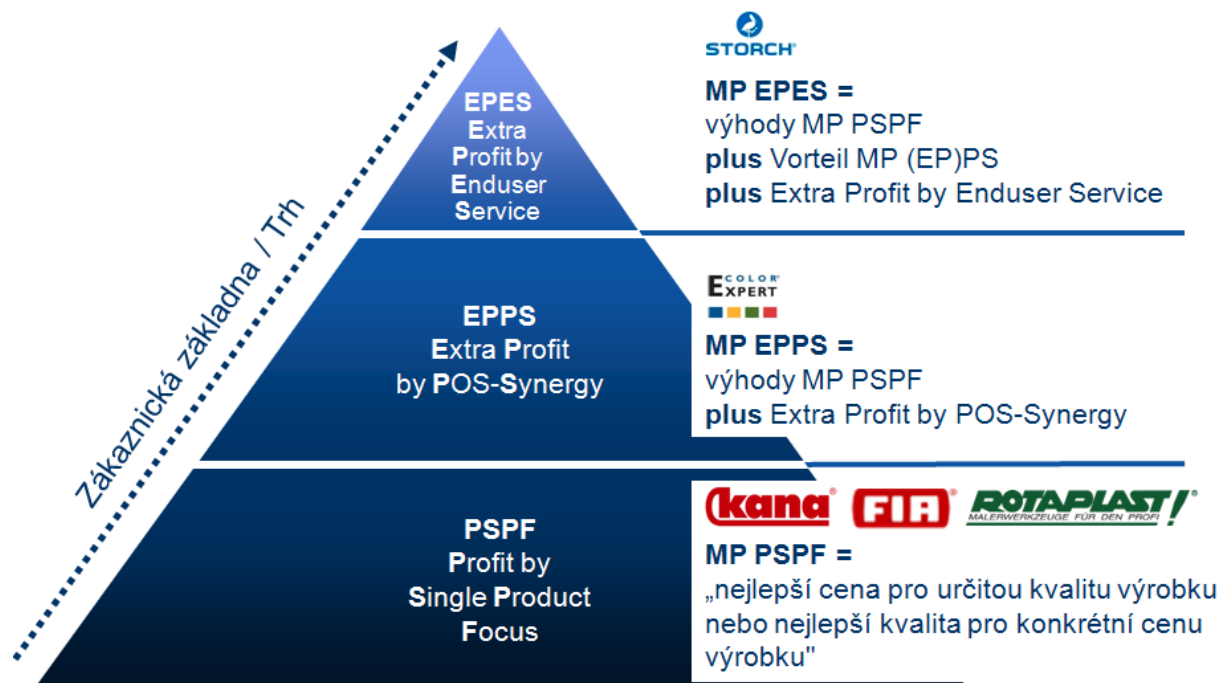 Zákaznická základna / Trh
EPES
Extra
Profit by
Enduser
Service
STORCH®
MP EPES =
výhody MP PSPF
plus Vorteil MP (EP)PS
plus Extra Profit by Enduser Service
EPPS
Extra Profit
by POS-Synergy
COLOR®
EXPERT
MP EPPS =
výhody MP PSPF
plus Extra Profit by POS-Synergy
PSPF
Profit by
Single Product
Focus
kana®
FIA®
ROTAPLAST!®
MALERWERKZEUGE FÜR DEN PROFI
MP PSPF =
„nejlepší cena pro určitou kvalitu výrobku
nebo nejlepší kvalita pro konkrétní cenu
výrobku"